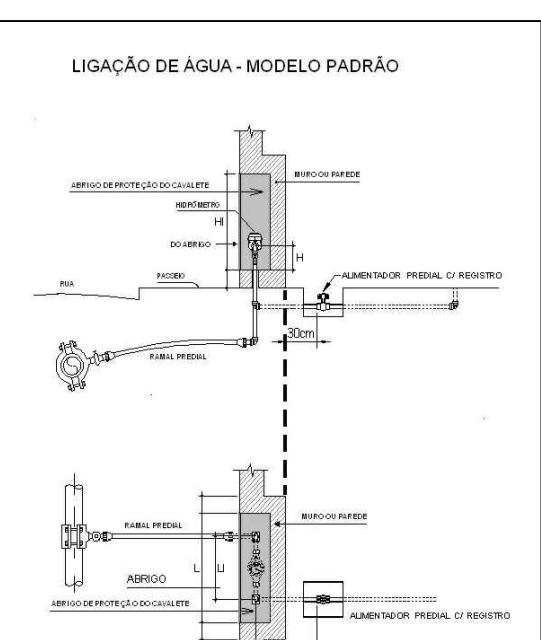 LIGAÇÃO DE ÁGUA - MODELO PADRÃO
MURO OU PAREDE
ABRIGO DE PROTEÇÃO DO CAVALETE
HIDRÔMETRO
HI
DO ABRIGO
H
ALIMENTADOR PREDIAL C/ REGISTRO
RUA
PASSEIO
30cm
RAMAL PREDIAL
MURO OU PAREDE
RAMAL PREDIAL
L
LI
ABRIGO
ABRIGO DE PROTEÇÃO DO CAVALETE
ALIMENTADOR PREDIAL C/ REGISTRO